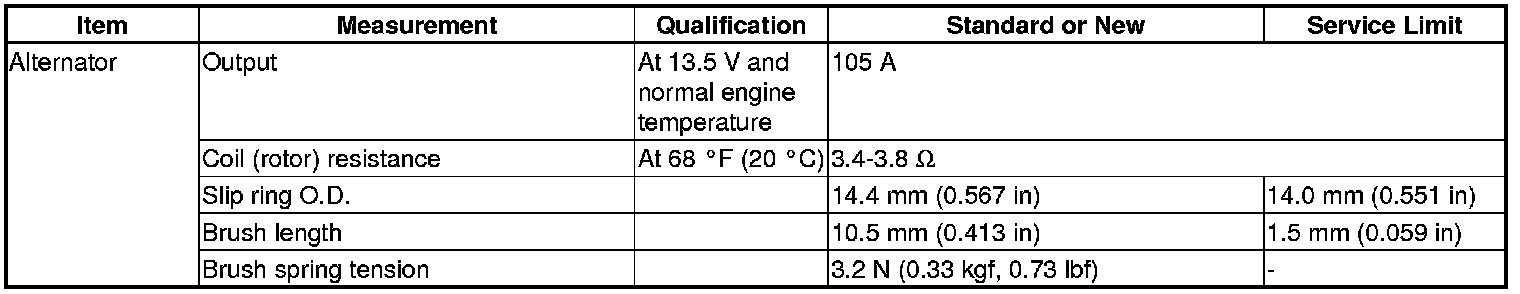 Item Measurement Qualification Standard or New Service Limit
Alternator Output At 13.5 V and 105 A
normal engine
temperature
Coil (rotor) resistance At 68 °F (20 °C) 3.4-3.8 Ω
Slip ring O.D. 14.4 mm (0.567 in) 14.0 mm (0.551 in)
Brush length 10.5 mm (0.413 in) 1.5 mm (0.059 in)
Brush spring tension 3.2 N (0.33 kgf, 0.73 lbf) -